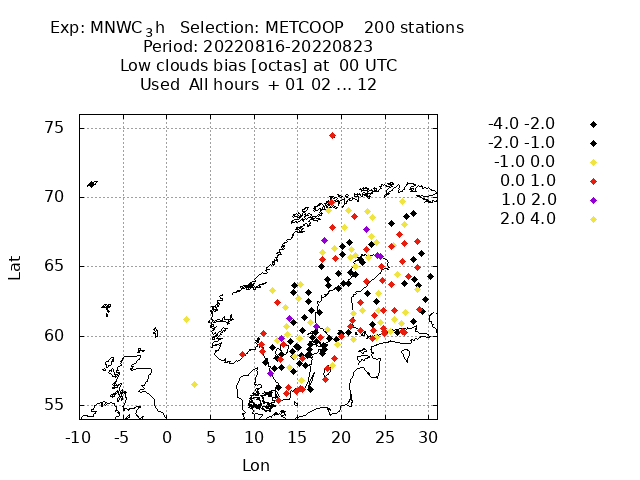 Exp: MNWC_3h   Selection: METCOOP    200 stations
Period: 20220816-20220823
Low clouds bias [octas] at  00 UTC
Used  All hours  + 01 02 ... 12
-4.0 -2.0
-2.0 -1.0
-1.0 0.0
0.0 1.0
1.0 2.0
2.0 4.0
75
70
65
60
55
Lat
-10 -5 0 5 10 15 20 25 30
Lon